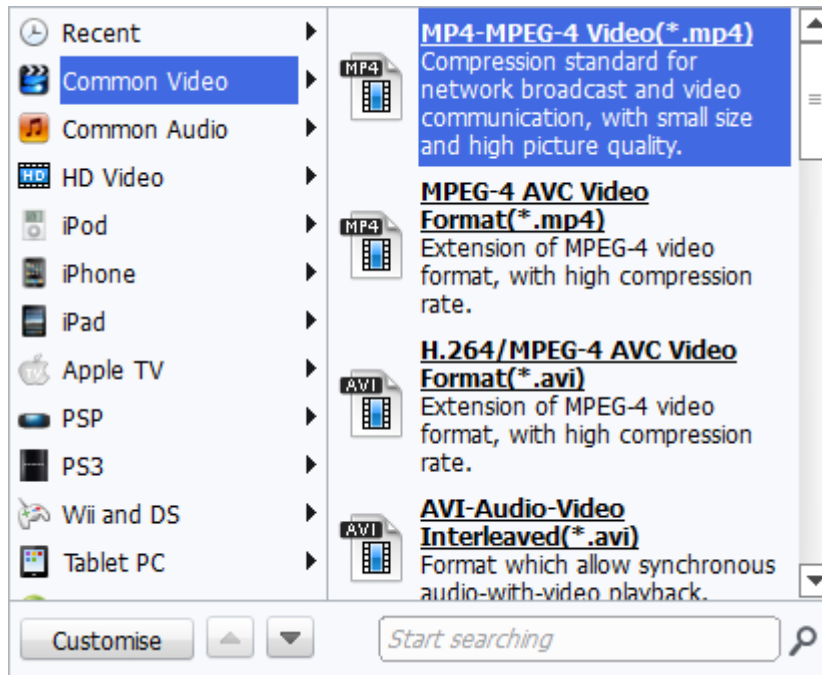 Recent
Common Video
Common Audio
HD Video
iPod
iPhone
iPad
Apple TV
PSP
PS3
Wii and DS
Tablet PC
MP4
MP4-MPEG-4 Video(*.mp4)
Compression standard for
network broadcast and video
communication, with small size
and high picture quality.
MP4
MPEG-4 AVC Video
Format(*.mp4)
Extension of MPEG-4 video
format, with high compression
rate.
AVI
H.264/MPEG-4 AVC Video
Format(*.avi)
Extension of MPEG-4 video
format, with high compression
rate.
AVI
AVI-Audio-Video
Interleaved(*.avi)
Format which allow synchronous
audio-with-video playback.
Customise
Start searching